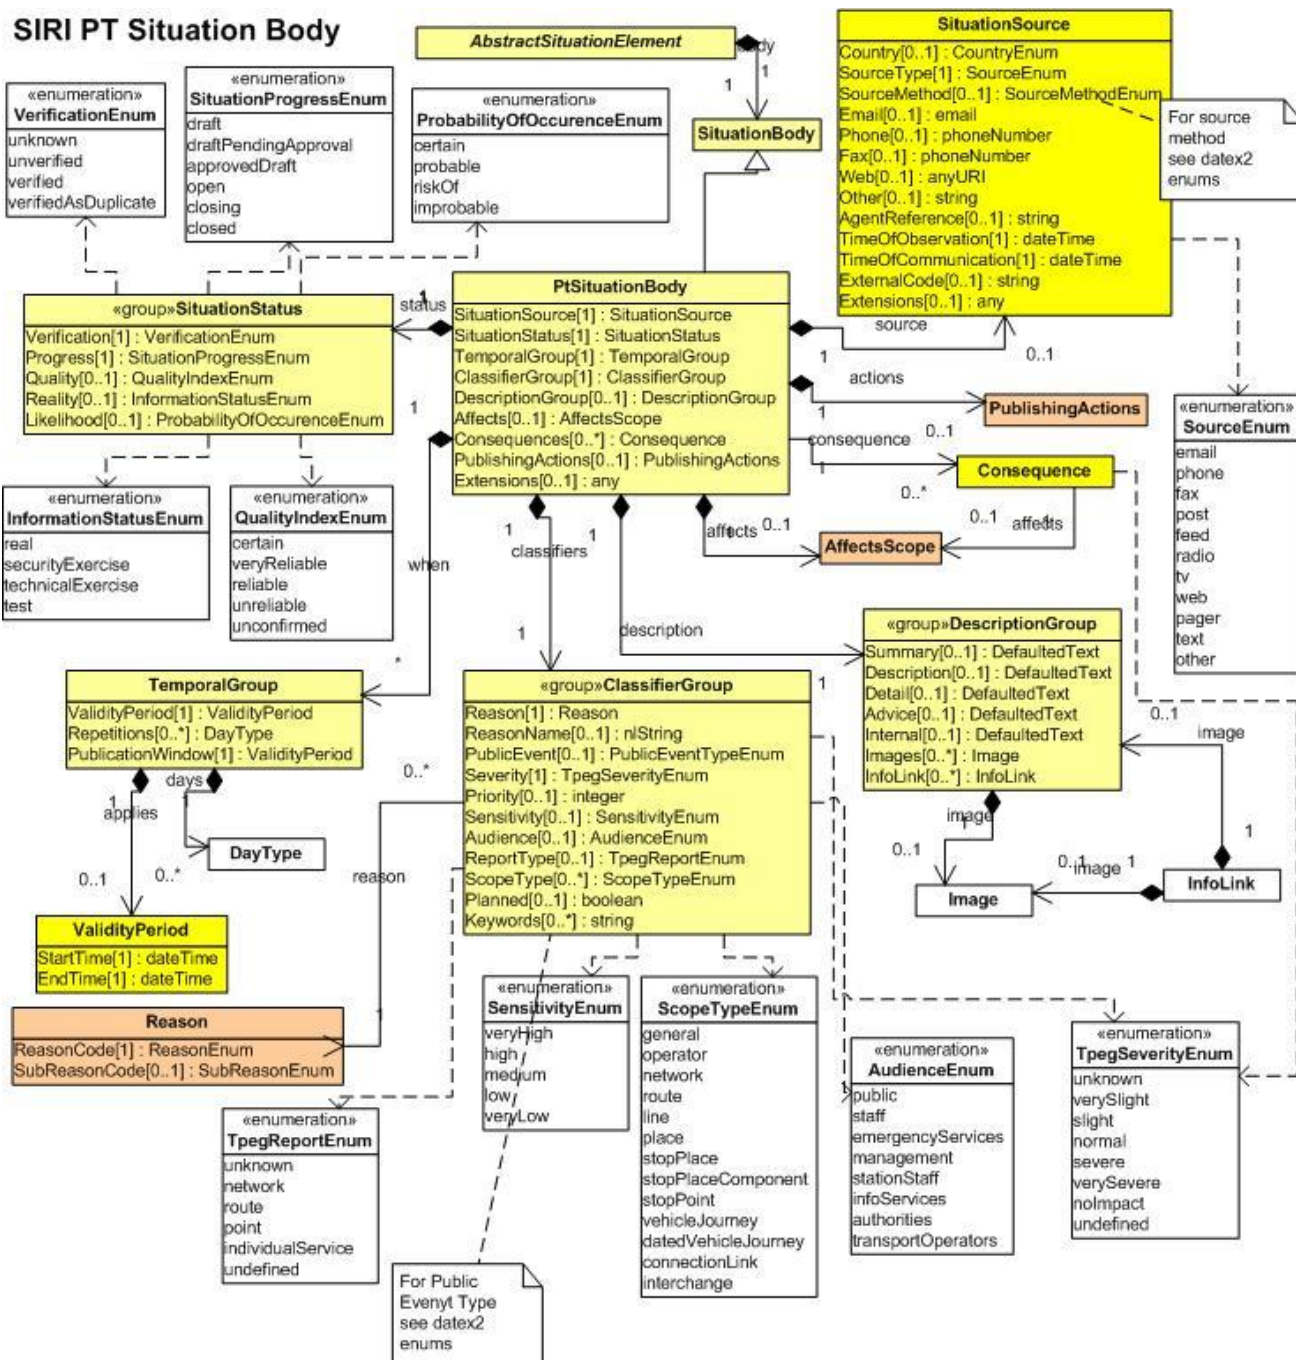 SIRI PT Situation Body
AbstractSituationElement
body
1
1
SituationBody
SituationSource
Country[0..1] : CountryEnum
SourceType[1] : SourceEnum
SourceMethod[0..1] : SourceMethodEnum
Email[0..1] : email
Phone[0..1] : phoneNumber
Fax[0..1] : phoneNumber
Web[0..1] : anyURI
Other[0..1] : string
AgentReference[0..1] : string
TimeOfObservation[1] : dateTime
TimeOfCommunication[1] : dateTime
ExternalCode[0..1] : string
Extensions[0..1] : any
For source
method
see datex2
enums
«enumeration»
VerificationEnum
unknown
unverified
verified
verifiedAsDuplicate
«enumeration»
SituationProgressEnum
draft
draftPendingApproval
approvedDraft
open
closing
closed
«enumeration»
ProbabilityOfOccurenceEnum
certain
probable
riskOf
improbable
«group»SituationStatus
Verification[1] : VerificationEnum
Progress[1] : SituationProgressEnum
Quality[0..1] : QualityIndexEnum
Reality[0..1] : InformationStatusEnum
Likelihood[0..1] : ProbabilityOfOccurenceEnum
status
1
PtSituationBody
SituationSource[1] : SituationSource
SituationStatus[1] : SituationStatus
TemporalGroup[1] : TemporalGroup
ClassifierGroup[1] : ClassifierGroup
DescriptionGroup[0..1] : DescriptionGroup
Affects[0..1] : AffectsScope
Consequences[0..*] : Consequence
PublishingActions[0..1] : PublishingActions
Extensions[0..1] : any
source
1
0..1
actions
1
0..1
PublishingActions
consequence
1
0..*
Consequence
0..1
affects
1
affects
1
0..1
AffectsScope
«enumeration»
SourceEnum
email
phone
fax
post
feed
radio
tv
web
pager
text
other
«enumeration»
InformationStatusEnum
real
securityExercise
technicalExercise
test
«enumeration»
QualityIndexEnum
certain
veryReliable
reliable
unreliable
unconfirmed
1
when
*
1
classifiers
1
1
description
1
TemporalGroup
ValidityPeriod[1] : ValidityPeriod
Repetitions[0..*] : DayType
PublicationWindow[1] : ValidityPeriod
1
applies
0..1
days
1
0..*
DayType
ValidityPeriod
StartTime[1] : dateTime
EndTime[1] : dateTime
«group»ClassifierGroup
Reason[1] : Reason
ReasonName[0..1] : nlString
PublicEvent[0..1] : PublicEventTypeEnum
Severity[1] : TpegSeverityEnum
Priority[0..1] : integer
Sensitivity[0..1] : SensitivityEnum
Audience[0..1] : AudienceEnum
ReportType[0..1] : TpegReportEnum
ScopeType[0..*] : ScopeTypeEnum
Planned[0..1] : boolean
Keywords[0..*] : string
0..*
reason
1
Reason
ReasonCode[1] : ReasonEnum
SubReasonCode[0..1] : SubReasonEnum
«group»DescriptionGroup
Summary[0..1] : DefaultedText
Description[0..1] : DefaultedText
Detail[0..1] : DefaultedText
Advice[0..1] : DefaultedText
Internal[0..1] : DefaultedText
Images[0..*] : Image
InfoLink[0..*] : InfoLink
0..1
image
1
image
1
0..1
Image
0..1
image
1
InfoLink
«enumeration»
TpegReportEnum
unknown
network
route
point
individualService
undefined
«enumeration»
SensitivityEnum
veryHigh
high
medium
low
veryLow
«enumeration»
ScopeTypeEnum
general
operator
network
route
line
place
stopPlace
stopPlaceComponent
stopPoint
vehicleJourney
datedVehicleJourney
connectionLink
interchange
«enumeration»
AudienceEnum
public
staff
emergencyServices
management
stationStaff
infoServices
authorities
transportOperators
«enumeration»
TpegSeverityEnum
unknown
verySlight
slight
normal
severe
verySevere
noImpact
undefined
For Public
Evenyt Type
see datex2
enums